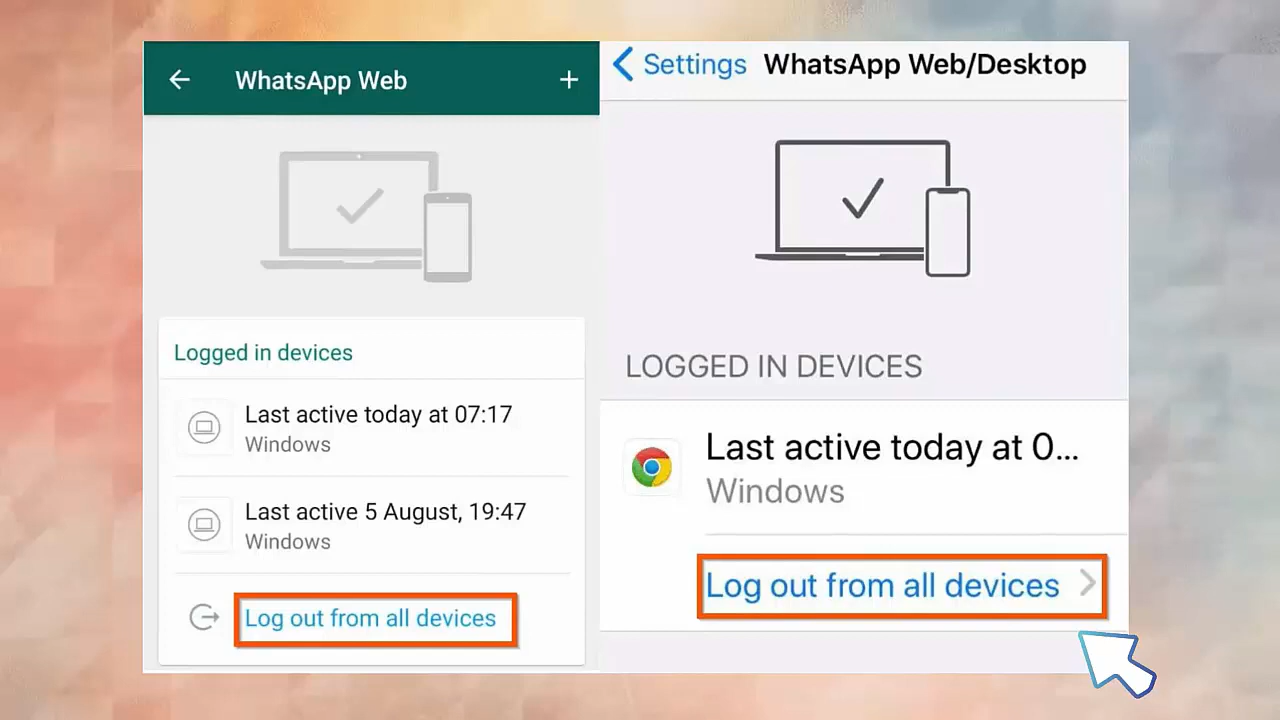 WhatsApp Web
Logged in devices
Last active today at 07:17
Windows
Last active 5 August, 19:47
Windows
Log out from all devices
Settings WhatsApp Web/Desktop
LOGGED IN DEVICES
Last active today at 0...
Windows
Log out from all devices